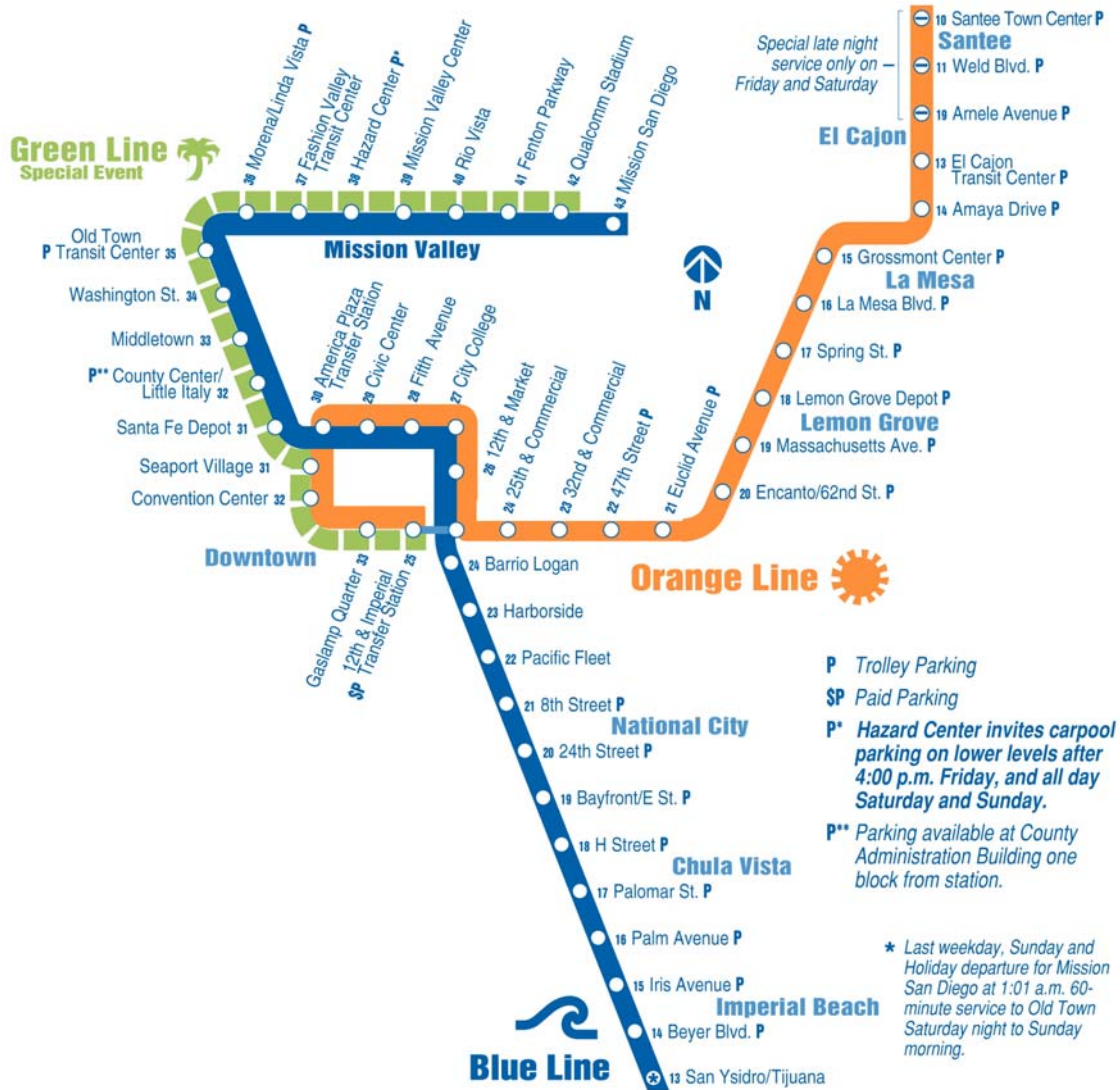 10 Santee Town Center P
Santee
Special late night
service only on
Friday and Saturday
11 Weld Blvd. P
19 Arnele Avenue P
El Cajon
13 El Cajon
Transit Center P
14 Amaya Drive P
15 Grossmont Center P
La Mesa
16 La Mesa Blvd. P
17 Spring St. P
18 Lemon Grove Depot P
Lemon Grove
19 Massachusetts Ave. P
20 Encanto/62nd St. P
Green Line
Special Event
36 Morena/Linda Vista P
37 Fashion Valley
Transit Center
38 Hazard Center P*
39 Mission Valley Center
40 Rio Vista
41 Fenton Parkway
42 Qualcomm Stadium
43 Mission San Diego
Mission Valley
N
Old Town
P Transit Center 35
Washington St. 34
Middletown 33
P** County Center/
Little Italy 32
Santa Fe Depot 31
Seaport Village 31
Convention Center 32
30 America Plaza
Transfer Station
29 Civic Center
28 Fifth Avenue
27 City College
26 12th & Market
24 25th & Commercial
23 32nd & Commercial
22 47th Street P
21 Euclid Avenue P
Downtown
Gaslamp Quarter 33
12th & Imperial
$P Transfer Station 25
Orange Line
24 Barrio Logan
23 Harborside
22 Pacific Fleet
21 8th Street P
National City
20 24th Street P
19 Bayfront/E St. P
18 H Street P
Chula Vista
17 Palomar St. P
16 Palm Avenue P
15 Iris Avenue P
Imperial Beach
14 Beyer Blvd. P
* 13 San Ysidro/Tijuana
Blue Line
P Trolley Parking
$P Paid Parking
P* Hazard Center invites carpool
parking on lower levels after
4:00 p.m. Friday, and all day
Saturday and Sunday.
P** Parking available at County
Administration Building one
block from station.
* Last weekday, Sunday and
Holiday departure for Mission
San Diego at 1:01 a.m. 60-
minute service to Old Town
Saturday night to Sunday
morning.